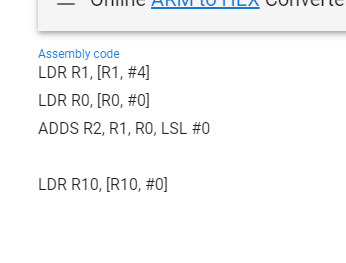 Online ARM to HEX Converte
Assembly code
LDR R1, [R1, #4]
LDR R0, [R0, #0]
ADDS R2, R1, R0, LSL #0
LDR R10, [R10, #0]